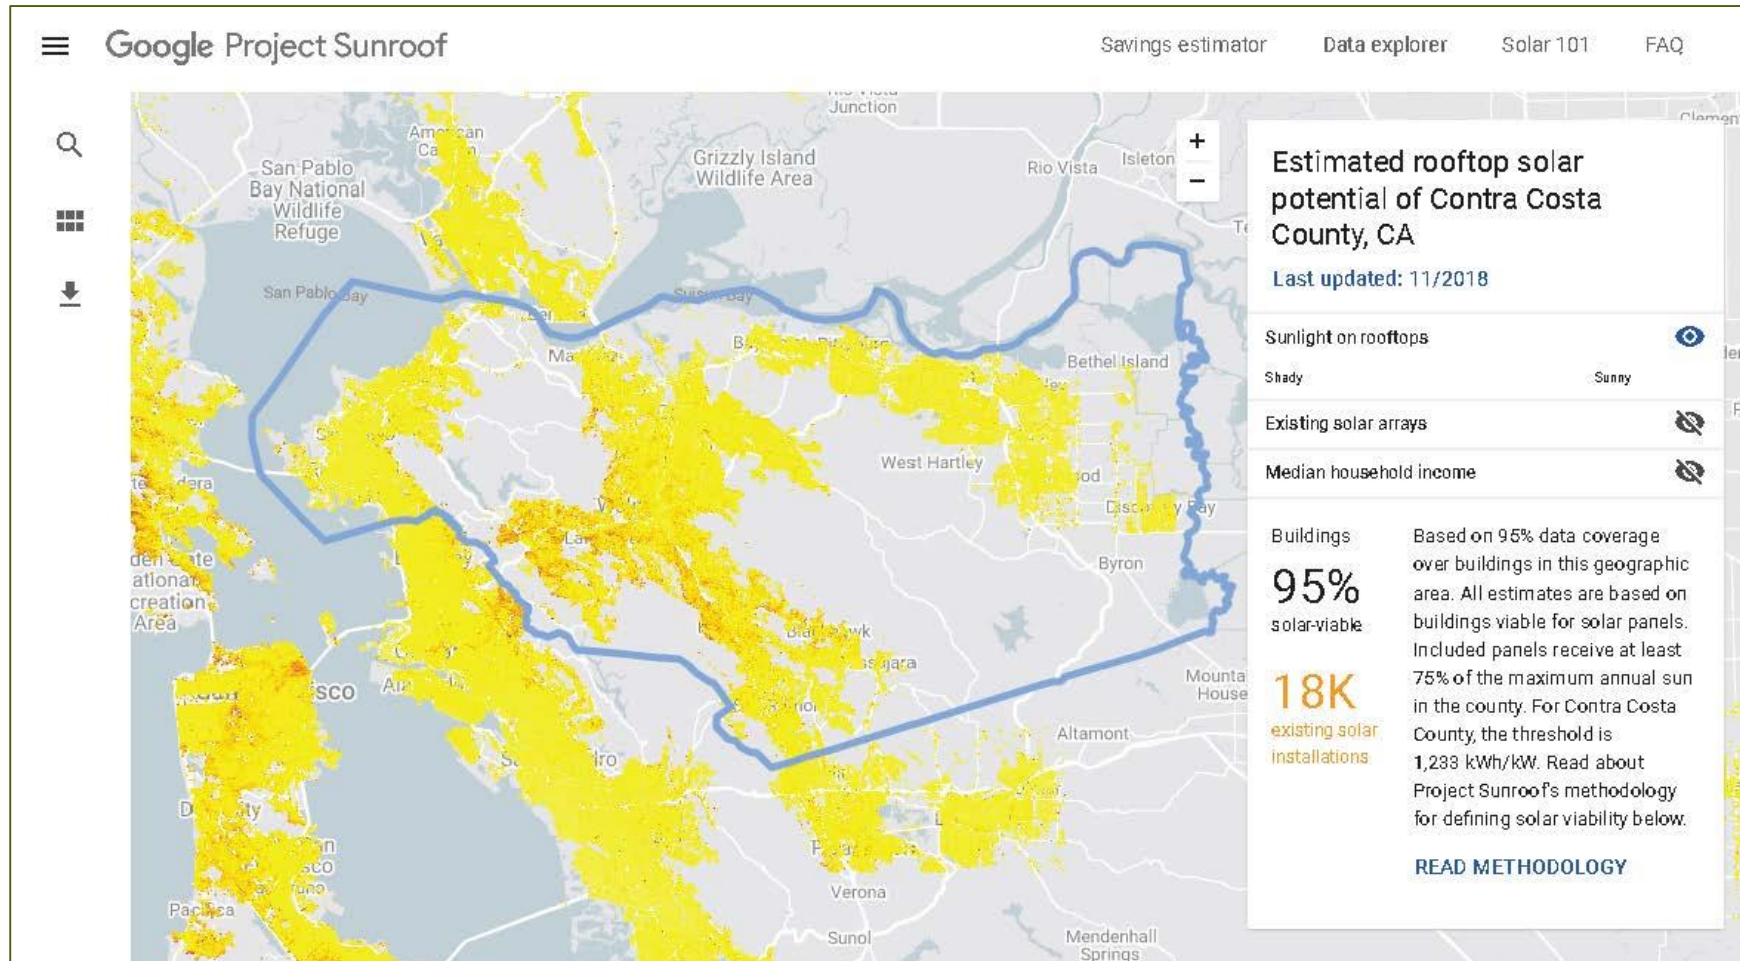 Google Project Sunroof
Savings estimator
Data explorer
Solar 101
FAQ
Junction
American
San Pablo
Bay National
Wildlife
Refuge
Grizzly Island
Wildlife Area
Rio Vista
Isleton
+
−
San Pablo Bay
Suisun Bay
Bethel Island
West Hartley
Discovery Bay
Byron
Area
Altamont
Verona
Sunol
Pacifica
Mendenhall
Springs
Estimated rooftop solar
potential of Contra Costa
County, CA
Last updated: 11/2018
Sunlight on rooftops
Shady
Sunny
Existing solar arrays
Median household income
Buildings
95%
solar-viable
18K
existing solar
installations
Based on 95% data coverage
over buildings in this geographic
area. All estimates are based on
buildings viable for solar panels.
Included panels receive at least
75% of the maximum annual sun
in the county. For Contra Costa
County, the threshold is
1,233 kWh/kW. Read about
Project Sunroof's methodology
for defining solar viability below.
READ METHODOLOGY